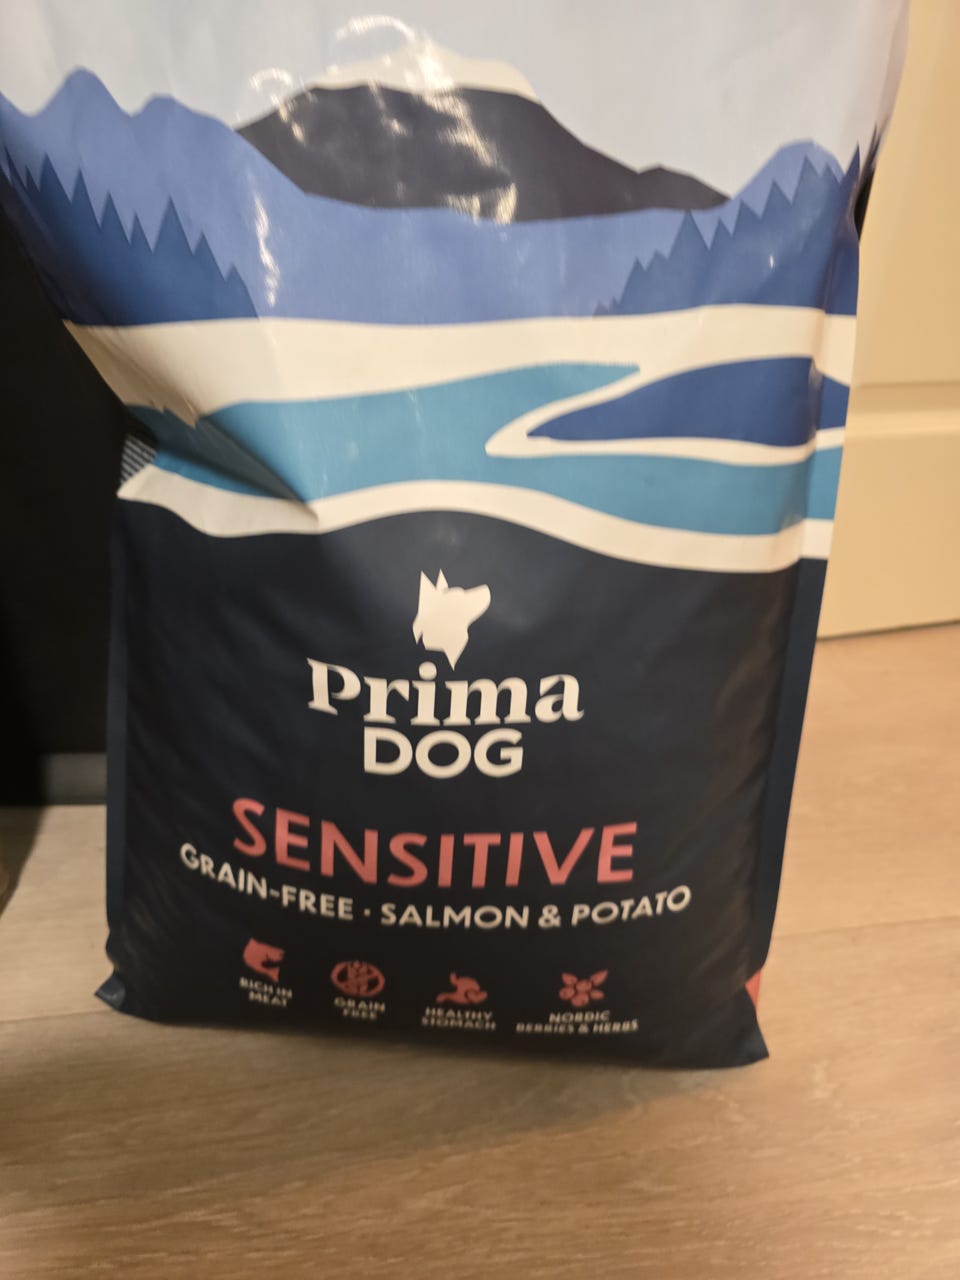 Prima
DOG
SENSITIVE
GRAIN-FREE · SALMON & POTATO
RICH IN
MEAT
GRAIN
FREE
HEALTHY
STOMACH
NORDIC
BERRIES & HERBS